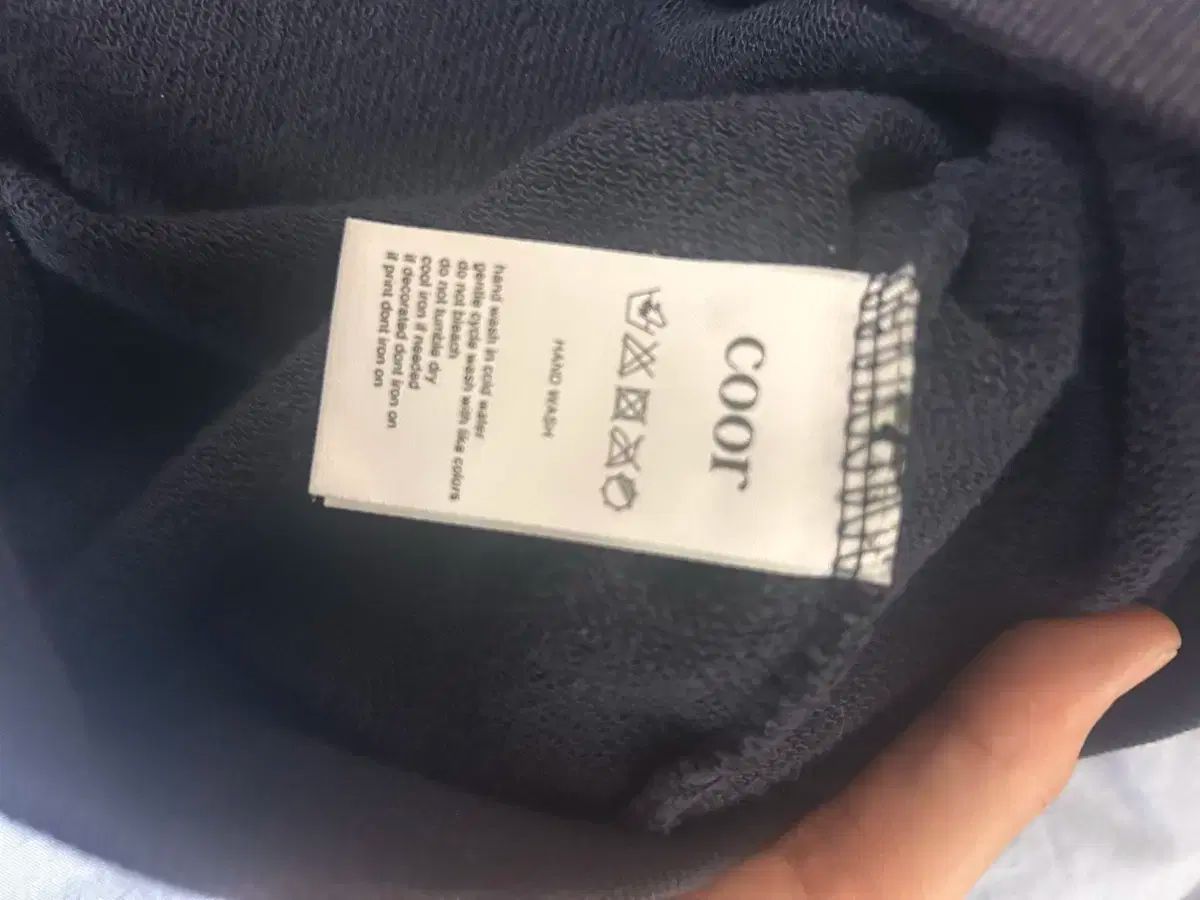 coor
HAND WASH
hand wash in cold water
gentle cycle wash with like colors
do not bleach
do not tumble dry
cool iron if needed
if decorated dont iron on
if print dont iron on